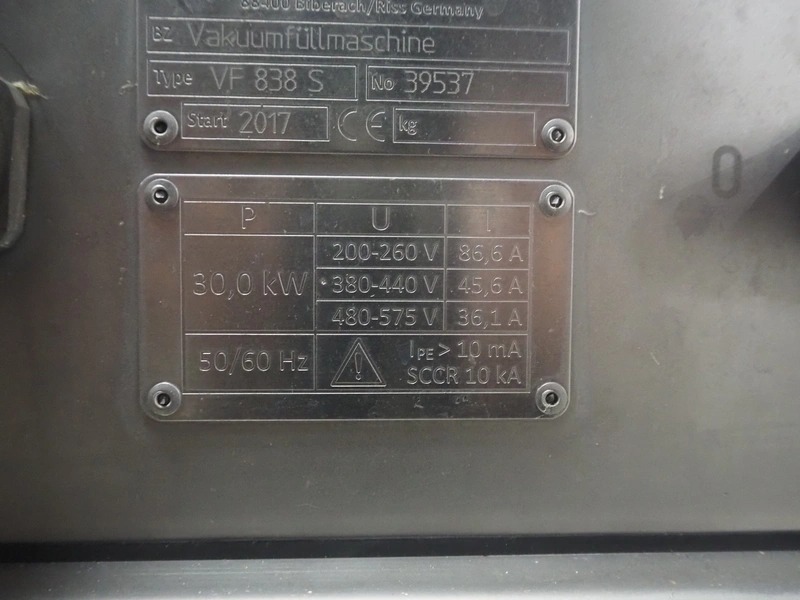 88400 Biberach/Riss Germany
BZ Vakuumfüllmaschine
Type VF 838 S No 39537
Start 2017 CE kg
P U I
30,0 kW
200-260 V 86,6 A
380-440 V 45,6 A
480-575 V 36,1 A
50/60 Hz
IPE > 10 mA
SCCR 10 kA
0